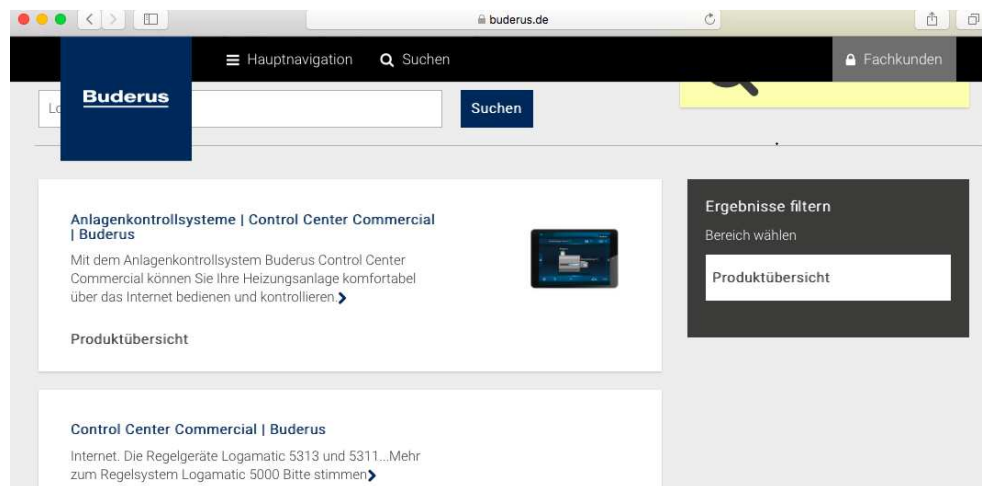 buderus.de
Hauptnavigation
Suchen
Fachkunden
Buderus
Suchen
Anlagenkontrollsysteme | Control Center Commercial
| Buderus
Mit dem Anlagenkontrollsystem Buderus Control Center
Commercial können Sie Ihre Heizungsanlage komfortabel
über das Internet bedienen und kontrollieren.
Produktübersicht
Ergebnisse filtern
Bereich wählen
Produktübersicht
Control Center Commercial | Buderus
Internet. Die Regelgeräte Logamatic 5313 und 5311...Mehr
zum Regelsystem Logamatic 5000 Bitte stimmen